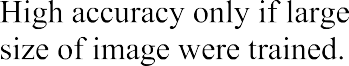 High accuracy only if large
size of image were trained.